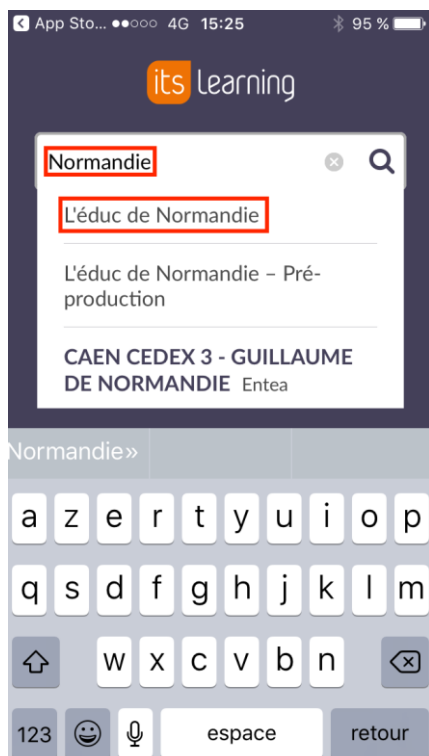 App Sto... 4G 15:25 95 %
its learning
Normandie
L'éduc de Normandie
L'éduc de Normandie – Pré-
production
CAEN CEDEX 3 - GUILLAUME
DE NORMANDIE Entea
Normandie»
a z e r t y u i o p
q s d f g h j k l m
w x c v b n
123 espace retour